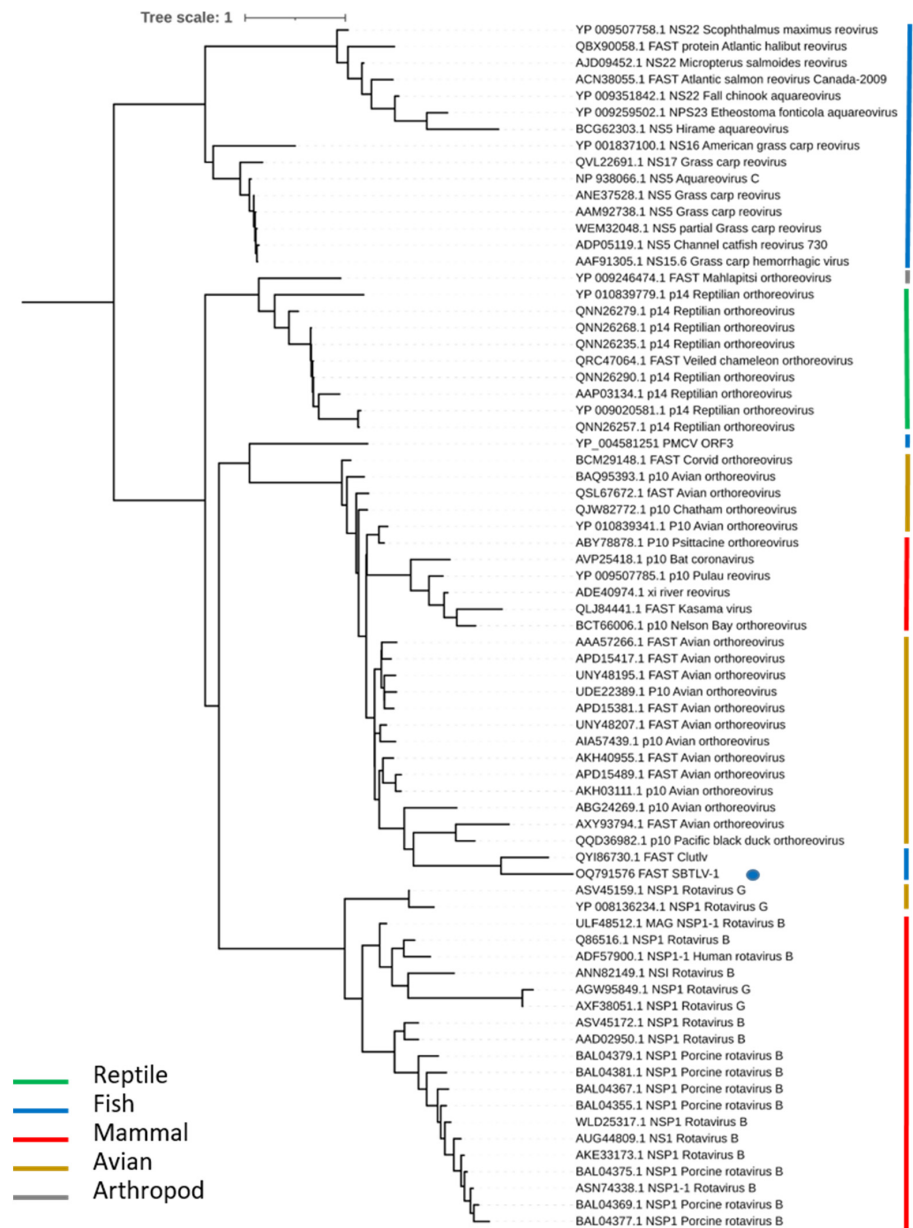 Tree scale: 1
YP 009507758.1 NS22 Scophthalmus maximus reovirus
QBX90058.1 FAST protein Atlantic halibut reovirus
AJD09452.1 NS22 Micropterus salmoides reovirus
ACN38055.1 FAST Atlantic salmon reovirus Canada-2009
YP 009351842.1 NS22 Fall chinook aquareovirus
YP 009259502.1 NPS23 Etheostoma fonticola aquareovirus
BCG62303.1 NS5 Hirame aquareovirus
YP 001837100.1 NS16 American grass carp reovirus
QVL22691.1 NS17 Grass carp reovirus
NP 938066.1 NS5 Aquareovirus C
ANE37528.1 NS5 Grass carp reovirus
AAM92738.1 NS5 Grass carp reovirus
WEM32048.1 NS5 partial Grass carp reovirus
ADP05119.1 NS5 Channel catfish reovirus 730
AAF91305.1 NS15.6 Grass carp hemorrhagic virus
YP 009246474.1 FAST Mahlapitsi orthoreovirus
YP 010839779.1 p14 Reptilian orthoreovirus
QNN26279.1 p14 Reptilian orthoreovirus
QNN26268.1 p14 Reptilian orthoreovirus
QNN26235.1 p14 Reptilian orthoreovirus
QRC47064.1 FAST Veiled chameleon orthoreovirus
QNN26290.1 p14 Reptilian orthoreovirus
AAP03134.1 p14 Reptilian orthoreovirus
YP 009020581.1 p14 Reptilian orthoreovirus
QNN26257.1 p14 Reptilian orthoreovirus
YP_004581251 PMCV ORF3
BCM29148.1 FAST Corvid orthoreovirus
BAQ95393.1 p10 Avian orthoreovirus
QSL67672.1 fAST Avian orthoreovirus
QJW82772.1 p10 Chatham orthoreovirus
YP 010839341.1 P10 Avian orthoreovirus
ABY78878.1 P10 Psittacine orthoreovirus
AVP25418.1 p10 Bat coronavirus
YP 009507785.1 p10 Pulau reovirus
ADE40974.1 xi river reovirus
QLJ84441.1 FAST Kasama virus
BCT66006.1 p10 Nelson Bay orthoreovirus
AAA57266.1 FAST Avian orthoreovirus
APD15417.1 FAST Avian orthoreovirus
UNY48195.1 FAST Avian orthoreovirus
UDE22389.1 P10 Avian orthoreovirus
APD15381.1 FAST Avian orthoreovirus
UNY48207.1 FAST Avian orthoreovirus
AIA57439.1 p10 Avian orthoreovirus
AKH40955.1 FAST Avian orthoreovirus
APD15489.1 FAST Avian orthoreovirus
AKH03111.1 p10 Avian orthoreovirus
ABG24269.1 p10 Avian orthoreovirus
AXY93794.1 FAST Avian orthoreovirus
QQD36982.1 p10 Pacific black duck orthoreovirus
QYI86730.1 FAST Clutlv
OQ791576 FAST SBTLV-1
ASV45159.1 NSP1 Rotavirus G
YP 008136234.1 NSP1 Rotavirus G
ULF48512.1 MAG NSP1-1 Rotavirus B
Q86516.1 NSP1 Rotavirus B
ADF57900.1 NSP1-1 Human rotavirus B
ANN82149.1 NSI Rotavirus B
AGW95849.1 NSP1 Rotavirus G
AXF38051.1 NSP1 Rotavirus G
ASV45172.1 NSP1 Rotavirus B
AAD02950.1 NSP1 Rotavirus B
BAL04379.1 NSP1 Porcine rotavirus B
BAL04381.1 NSP1 Porcine rotavirus B
BAL04367.1 NSP1 Porcine rotavirus B
BAL04355.1 NSP1 Porcine rotavirus B
WLD25317.1 NSP1 Rotavirus B
AUG44809.1 NS1 Rotavirus B
AKE33173.1 NSP1 Rotavirus B
BAL04375.1 NSP1 Porcine rotavirus B
ASN74338.1 NSP1-1 Rotavirus B
BAL04369.1 NSP1 Porcine rotavirus B
BAL04377.1 NSP1 Porcine rotavirus B
Reptile
Fish
Mammal
Avian
Arthropod